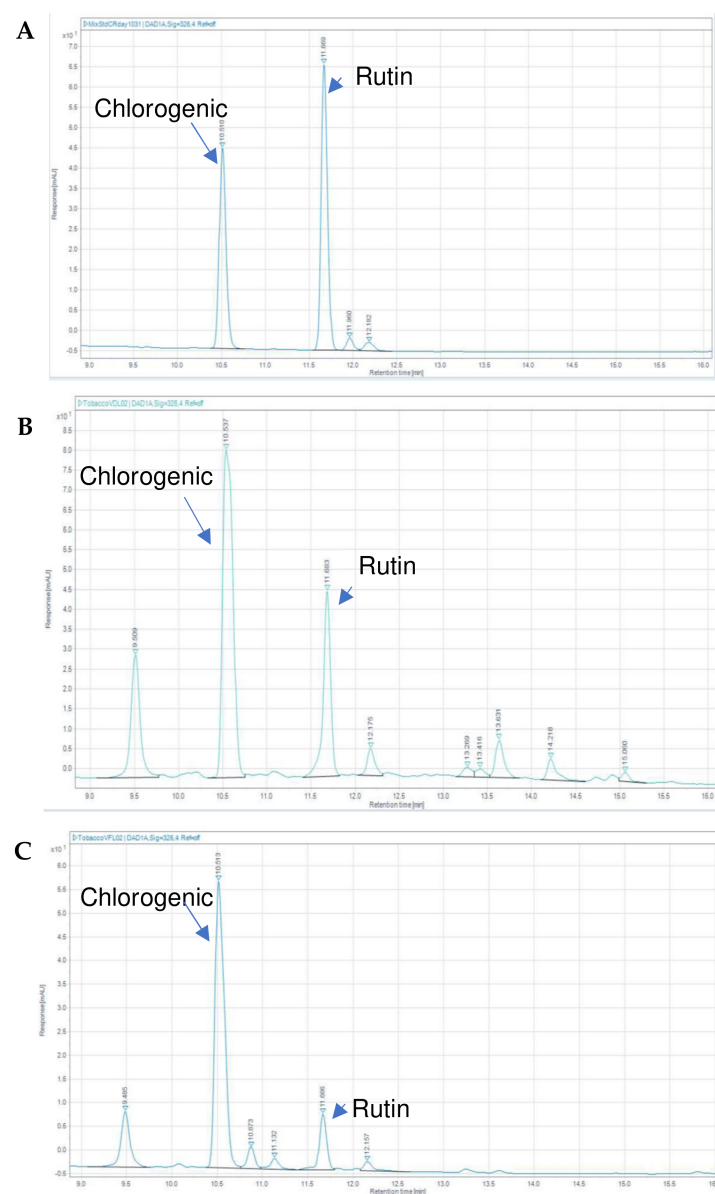 A
▷MixStdCRday1031 | DAD1A,Sig=326,4 Ref=off
x10¹
7.0
6.5
6.0
5.5
5.0
4.5
4.0
3.5
3.0
2.5
2.0
1.5
1.0
0.5
0.0
-0.5
Response [mAU]
Chlorogenic
Rutin
10.510
11.669
11.960
12.182
9.0 9.5 10.0 10.5 11.0 11.5 12.0 12.5 13.0 13.5 14.0 14.5 15.0 15.5 16.0
Retention time [min]
B
▷TobaccoVDL02 | DAD1A,Sig=326,4 Ref=off
x10¹
8.5
8.0
7.5
7.0
6.5
6.0
5.5
5.0
4.5
4.0
3.5
3.0
2.5
2.0
1.5
1.0
0.5
0.0
Response [mAU]
Chlorogenic
Rutin
9.509
10.537
11.683
12.175
13.269
13.416
13.631
14.218
15.060
9.0 9.5 10.0 10.5 11.0 11.5 12.0 12.5 13.0 13.5 14.0 14.5 15.0 15.5 16.0
Retention time [min]
C
▷TobaccoVFL02 | DAD1A,Sig=326,4 Ref=off
x10¹
6.0
5.5
5.0
4.5
4.0
3.5
3.0
2.5
2.0
1.5
1.0
0.5
0.0
-0.5
Response [mAU]
Chlorogenic
Rutin
9.485
10.513
10.873
11.132
12.157
9.0 9.5 10.0 10.5 11.0 11.5 12.0 12.5 13.0 13.5 14.0 14.5 15.0 15.5 16.0
Retention time [min]